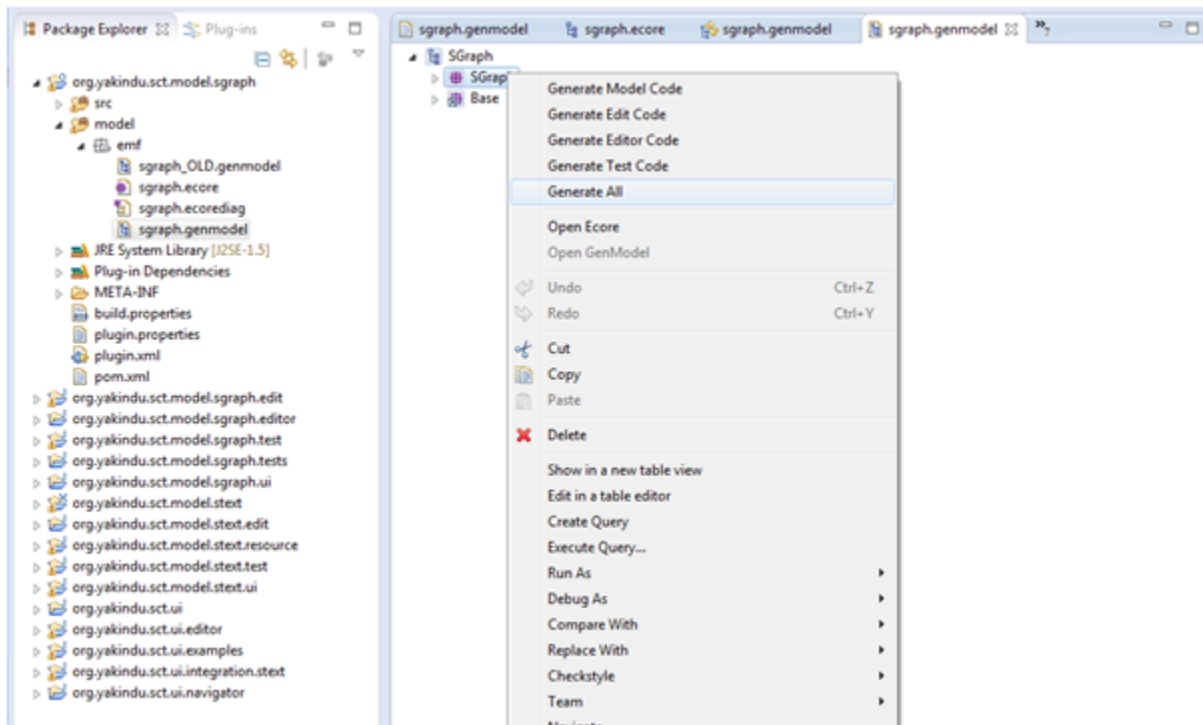 Package Explorer Plug-ins
org.yakindu.sct.model.sgraph
src
model
emf
sgraph_OLD.genmodel
sgraph.ecore
sgraph.ecorediag
sgraph.genmodel
JRE System Library [J2SE-1.5]
Plug-in Dependencies
META-INF
build.properties
plugin.properties
plugin.xml
pom.xml
org.yakindu.sct.model.sgraph.edit
org.yakindu.sct.model.sgraph.editor
org.yakindu.sct.model.sgraph.test
org.yakindu.sct.model.sgraph.tests
org.yakindu.sct.model.sgraph.ui
org.yakindu.sct.model.stext
org.yakindu.sct.model.stext.edit
org.yakindu.sct.model.stext.resource
org.yakindu.sct.model.stext.test
org.yakindu.sct.model.stext.ui
org.yakindu.sct.ui
org.yakindu.sct.ui.editor
org.yakindu.sct.ui.examples
org.yakindu.sct.ui.integration.stext
org.yakindu.sct.ui.navigator
sgraph.genmodel sgraph.ecore sgraph.genmodel sgraph.genmodel »7
SGraph
SGrap
Base
Generate Model Code
Generate Edit Code
Generate Editor Code
Generate Test Code
Generate All
Open Ecore
Open GenModel
Undo Ctrl+Z
Redo Ctrl+Y
Cut
Copy
Paste
Delete
Show in a new table view
Edit in a table editor
Create Query
Execute Query...
Run As
Debug As
Compare With
Replace With
Checkstyle
Team
Navigate